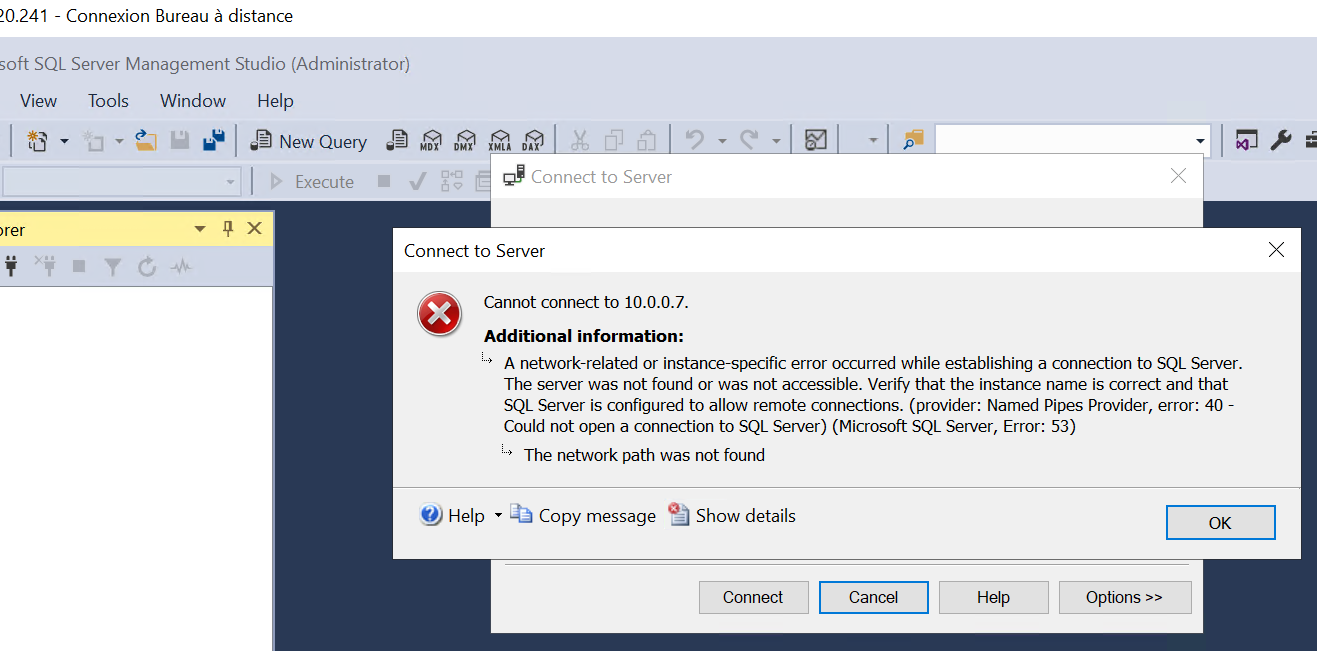 20.241 - Connexion Bureau à distance
soft SQL Server Management Studio (Administrator)
View Tools Window Help
New Query MDX DMX XMLA DAX
Execute
Connect to Server
orer
Connect to Server
Cannot connect to 10.0.0.7.
Additional information:
A network-related or instance-specific error occurred while establishing a connection to SQL Server.
The server was not found or was not accessible. Verify that the instance name is correct and that
SQL Server is configured to allow remote connections. (provider: Named Pipes Provider, error: 40 -
Could not open a connection to SQL Server) (Microsoft SQL Server, Error: 53)
The network path was not found
Help Copy message Show details
OK
Connect Cancel Help Options >>